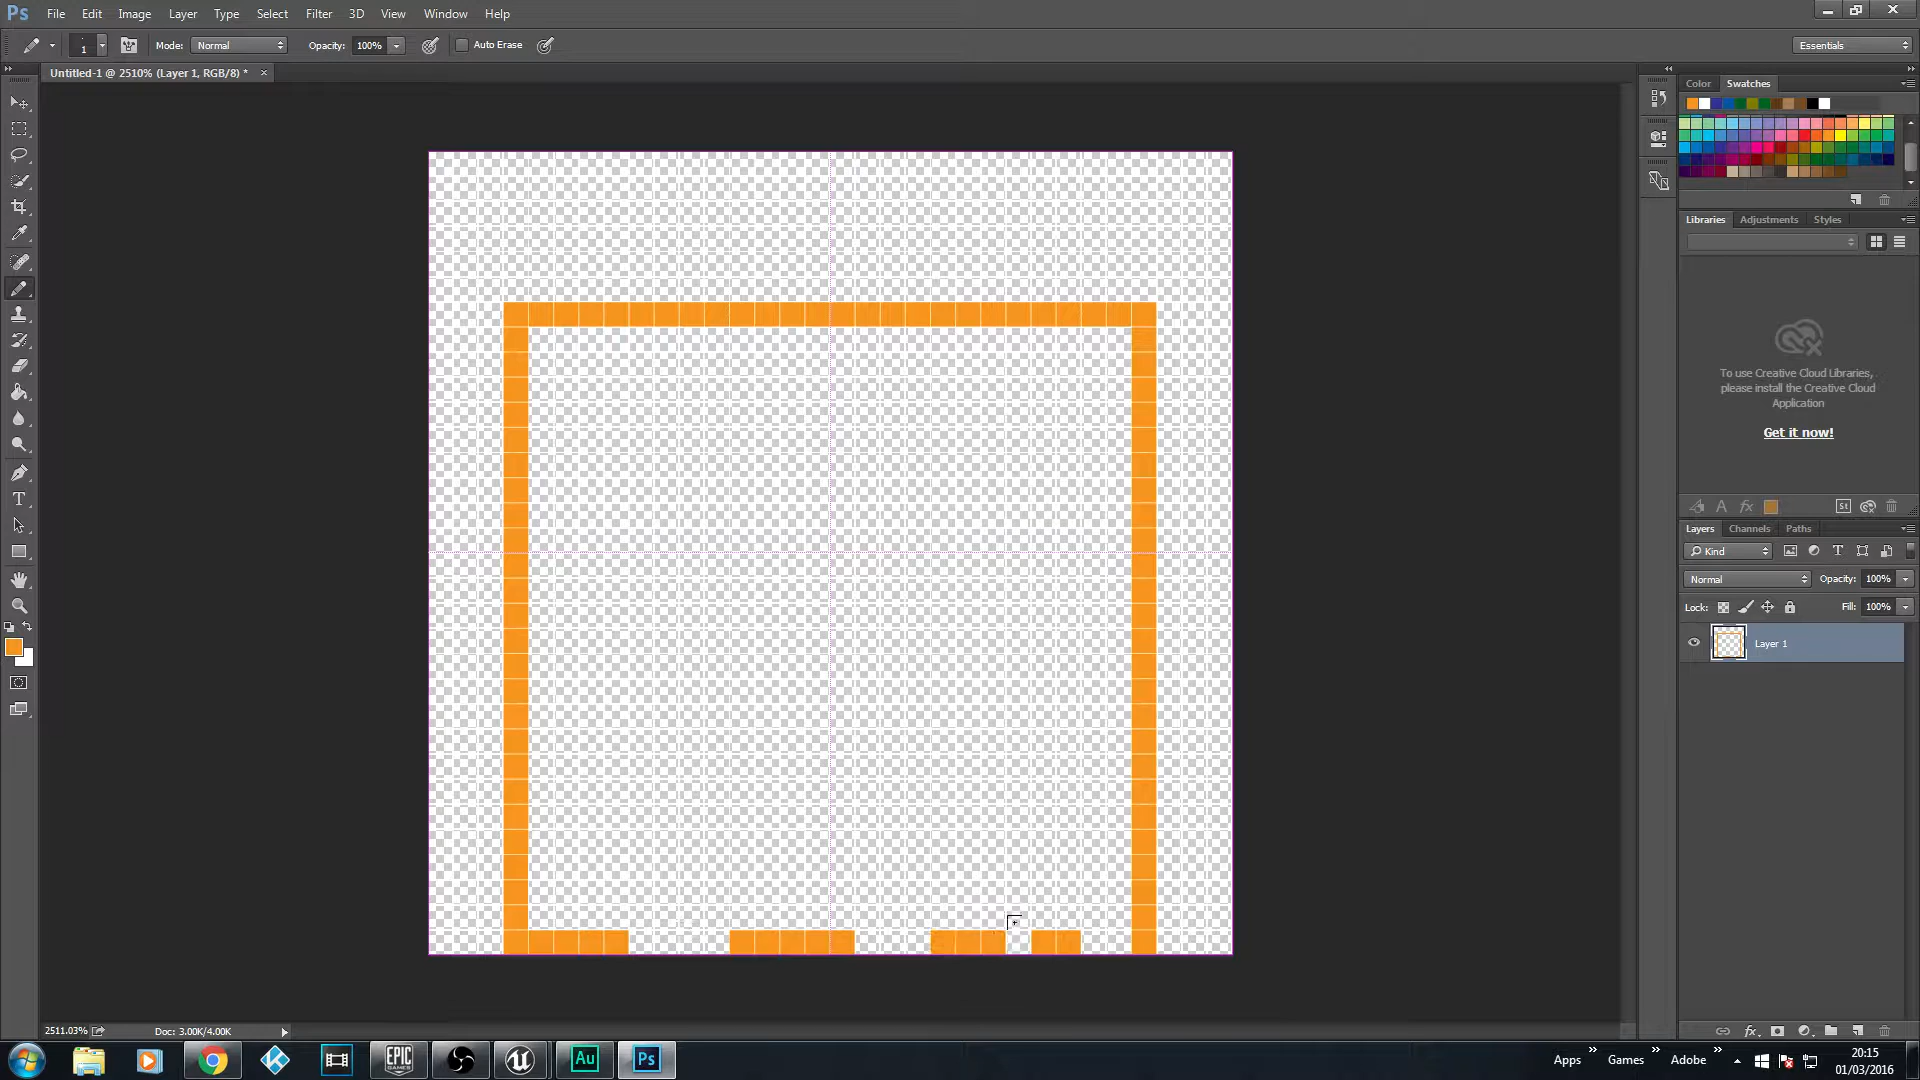 Ps File Edit Image Layer Type Select Filter 3D View Window Help
1 Mode: Normal Opacity: 100% Auto Erase Essentials
Untitled-1 @ 2510% (Layer 1, RGB/8) * ×
Color Swatches
Libraries Adjustments Styles
To use Creative Cloud Libraries,
please install the Creative Cloud
Application
Get it now!
A fx St
Layers Channels Paths
Kind T
Normal Opacity: 100%
Lock: Fill: 100%
Layer 1
T
2511.03% Doc: 3.00K/4.00K
fx
EPIC GAMES Au Ps Apps » Games » Adobe » 20:15
01/03/2016